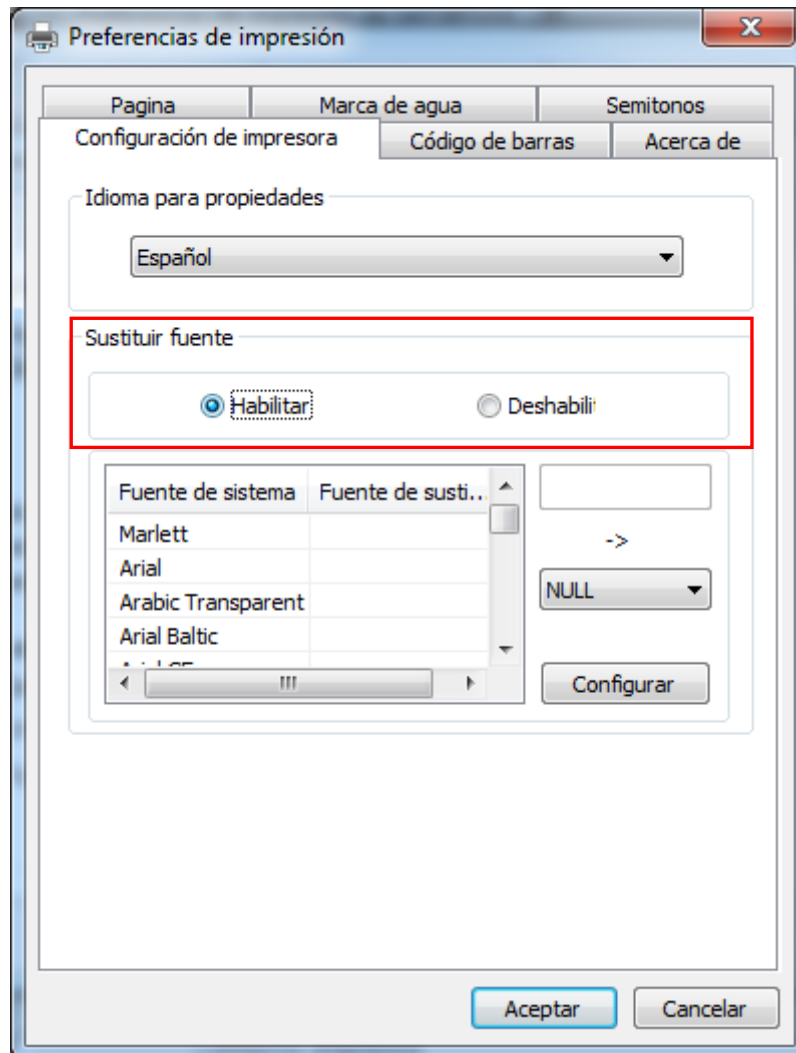 Preferencias de impresión
Pagina Marca de agua Semitonos
Configuración de impresora Código de barras Acerca de
Idioma para propiedades
Español
Sustituir fuente
Habilitar Deshabili
Fuente de sistema Fuente de susti...
Marlett
->
Arial
NULL
Arabic Transparent
Arial Baltic
Configurar
Aceptar Cancelar